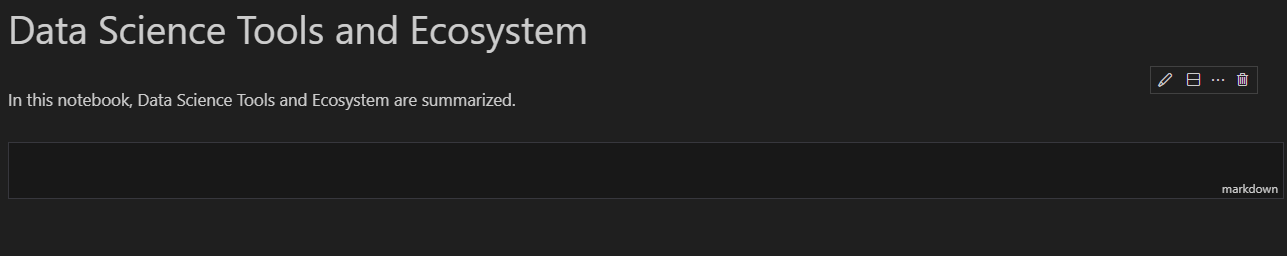 Data Science Tools and Ecosystem
In this notebook, Data Science Tools and Ecosystem are summarized.
markdown